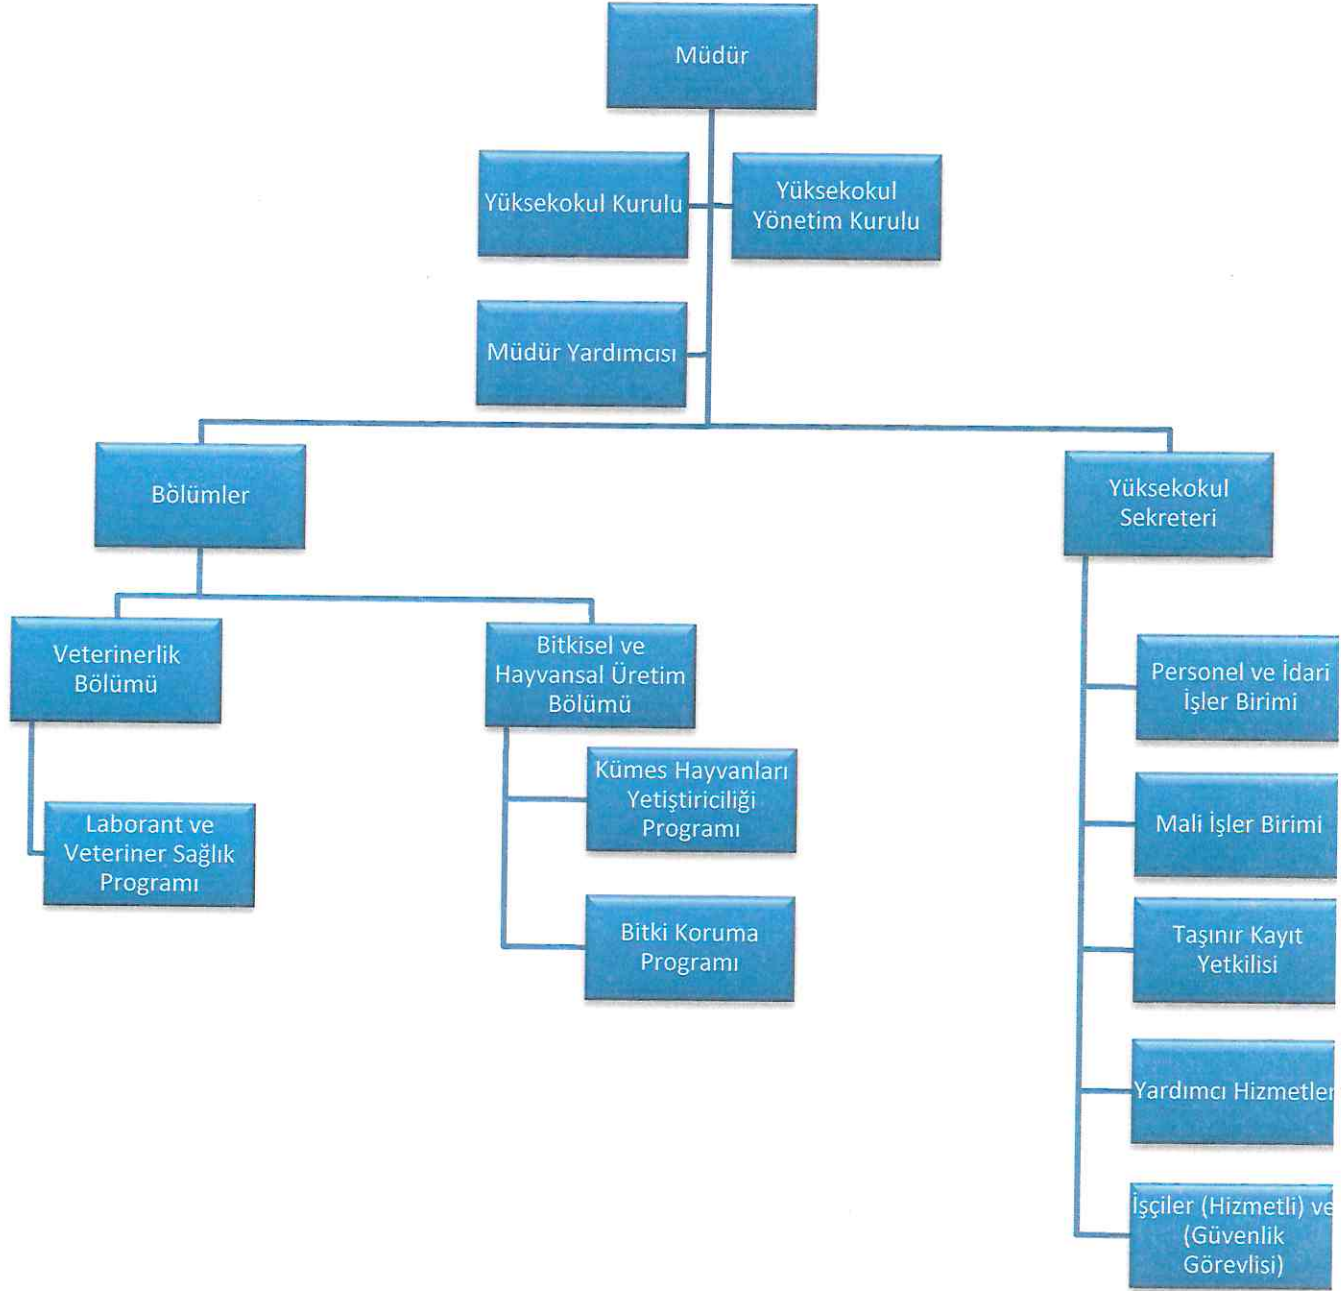 Müdür
Yüksekokul Kurulu
Yüksekokul
Yönetim Kurulu
Müdür Yardımcısı
Bölümler
Yüksekokul
Sekreteri
Veterinerlik
Bölümü
Bitkisel ve
Hayvansal Üretim
Bölümü
Laborant ve
Veteriner Sağlık
Programı
Kümes Hayvanları
Yetiştiriciliği
Programı
Bitki Koruma
Programı
Personel ve İdari
İşler Birimi
Mali İşler Birimi
Taşınır Kayıt
Yetkilisi
Yardımcı Hizmetler
İşçiler (Hizmetli) ve
(Güvenlik
Görevlisi)